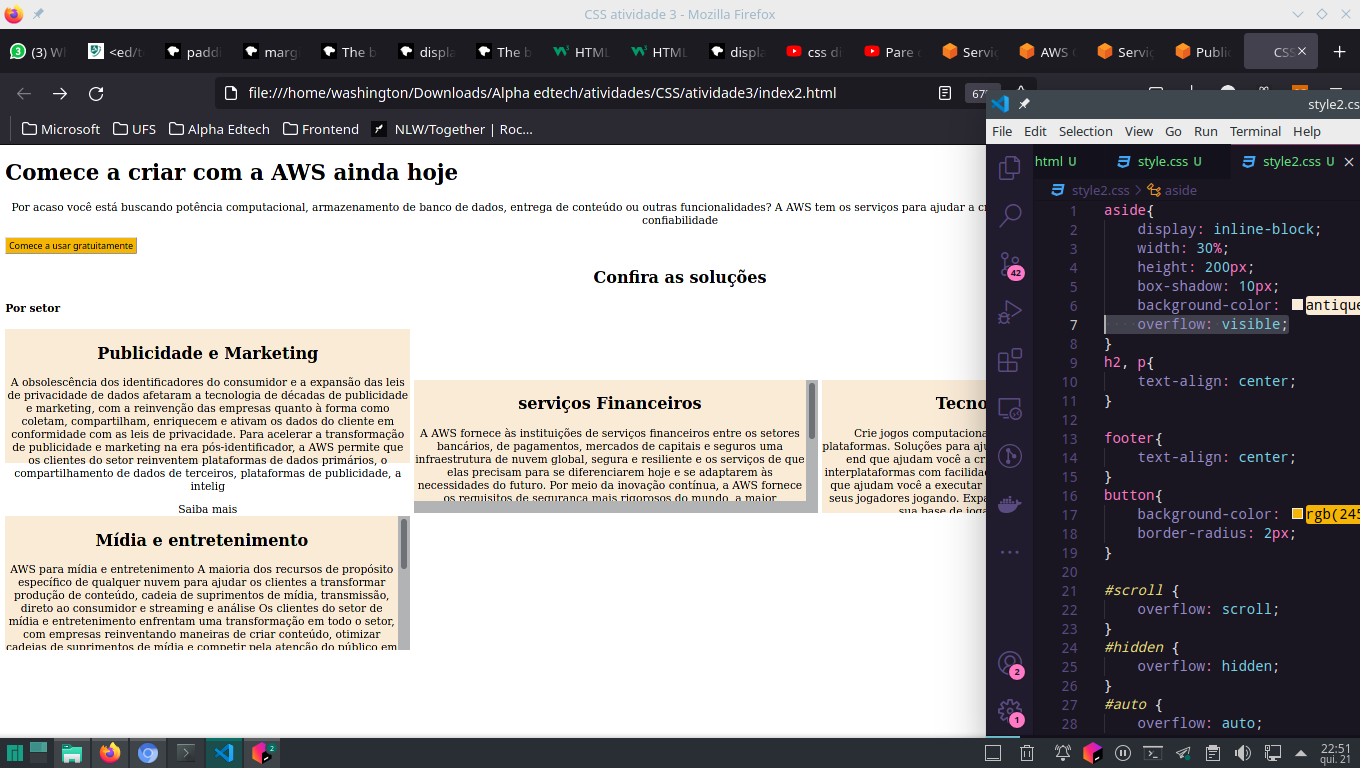 CSS atividade 3 - Mozilla Firefox
(3) W
<ed/
padd
marg
The b
displa
The b
HTML
HTML
displa
css di
Pare
Serviç
AWS
Serviç
Publi
CSS
file:///home/washington/Downloads/Alpha edtech/atividades/CSS/atividade3/index2.html
Microsoft
UFS
Alpha Edtech
Frontend
NLW/Together | Roc...
Comece a criar com a AWS ainda hoje
Por acaso você está buscando potência computacional, armazenamento de banco de dados, entrega de conteúdo ou outras funcionalidades? A AWS tem os serviços para ajudar a
confiabilidade
Comece a usar gratuitamente
Confira as soluções
Por setor
Publicidade e Marketing
A obsolescência dos identificadores do consumidor e a expansão das leis
de privacidade de dados afetaram a tecnologia de décadas de publicidade
e marketing, com a reinvenção das empresas quanto à forma como
coletam, compartilham, enriquecem e ativam os dados do cliente em
conformidade com as leis de privacidade. Para acelerar a transformação
de publicidade e marketing na era pós-identificador, a AWS permite que
os clientes do setor reinventem plataformas de dados primários, o
compartilhamento de dados de terceiros, plataformas de publicidade, a
intelig
Saiba mais
serviços Financeiros
A AWS fornece às instituições de serviços financeiros entre os setores
bancários, de pagamentos, mercados de capitais e seguros uma
infraestrutura de nuvem global, segura e resiliente e os serviços de que
elas precisam para se diferenciarem hoje e se adaptarem às
necessidades do futuro. Por meio da inovação contínua, a AWS fornece
os requisitos de segurança mais rigorosos do mundo, a maior
Tecno
Crie jogos computacional
plataformas. Soluções para aju
end que ajudam você a cr
interplataformas com facilidad
que ajudam você a executar
seus jogadores jogando. Expa
sua base de joga
Mídia e entretenimento
AWS para mídia e entretenimento A maioria dos recursos de propósito
específico de qualquer nuvem para ajudar os clientes a transformar
produção de conteúdo, cadeia de suprimentos de mídia, transmissão,
direto ao consumidor e streaming e análise Os clientes do setor de
mídia e entretenimento enfrentam uma transformação em todo o setor,
com empresas reinventando maneiras de criar conteúdo, otimizar
cadeias de suprimentos de mídia e competir pela atenção do público em
style2.cs
File Edit Selection View Go Run Terminal Help
html U
style.css U
style2.css U
style2.css > aside
1 aside{
2 display: inline-block;
3 width: 30%;
4 height: 200px;
5 box-shadow: 10px;
6 background-color: antique
7 overflow: visible;
8 }
9 h2, p{
10 text-align: center;
11 }
12
13 footer{
14 text-align: center;
15 }
16 button{
17 background-color: rgb(245
18 border-radius: 2px;
19 }
20
21 #scroll {
22 overflow: scroll;
23 }
24 #hidden {
25 overflow: hidden;
26 }
27 #auto {
28 overflow: auto;
42
2
1
2
22:51
qui. 21